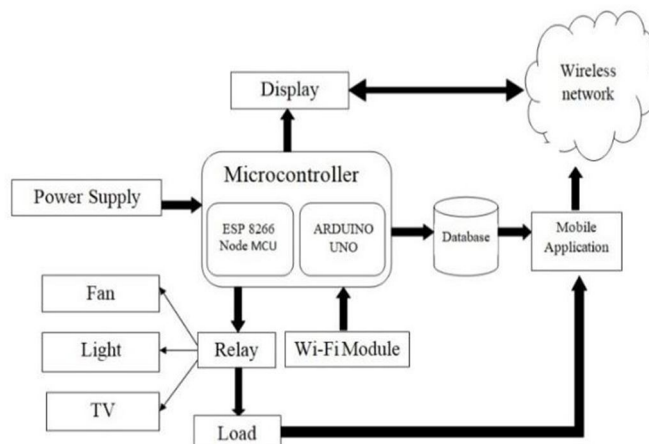 Wireless
network
Display
Microcontroller
Power Supply
ESP 8266
Node MCU
ARDUINO
UNO
Database
Mobile
Application
Fan
Light
Relay
Wi-Fi Module
TV
Load